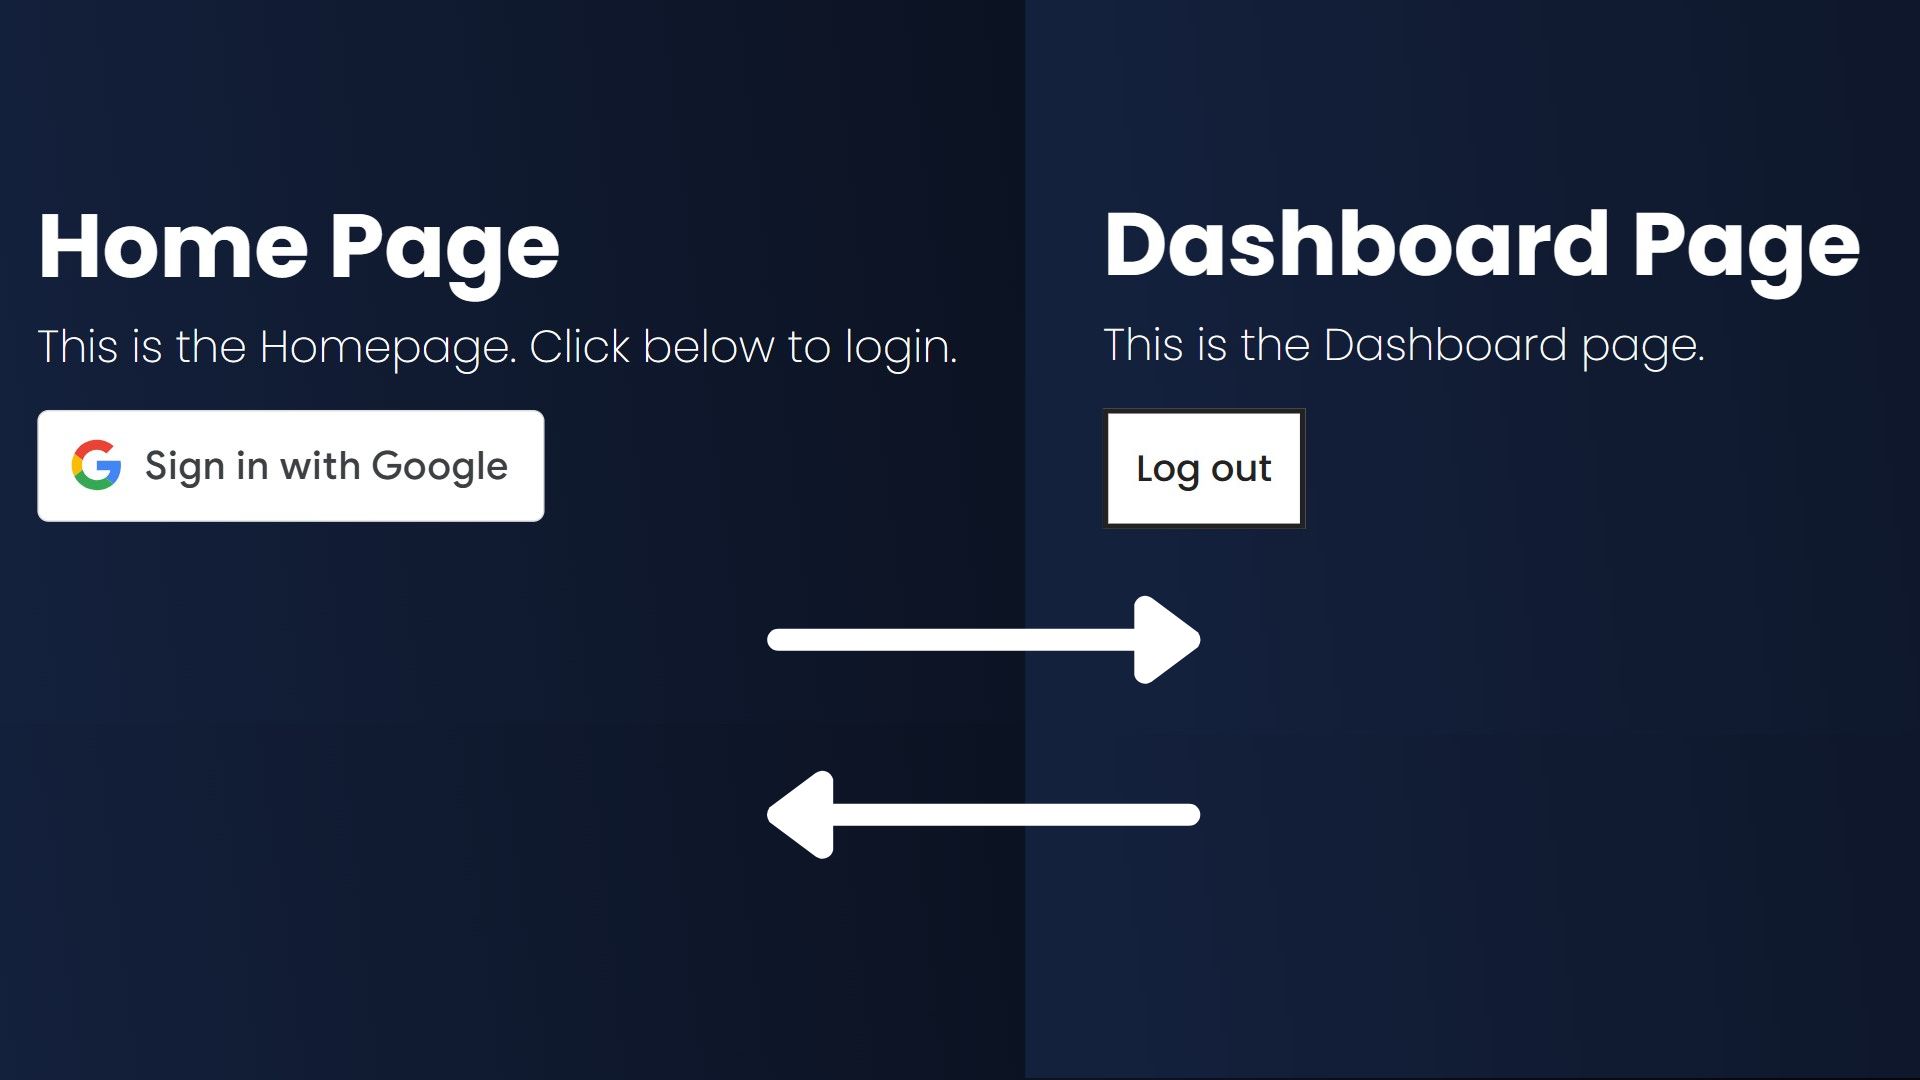 Home Page
This is the Homepage. Click below to login.
Sign in with Google
Dashboard Page
This is the Dashboard page.
Log out